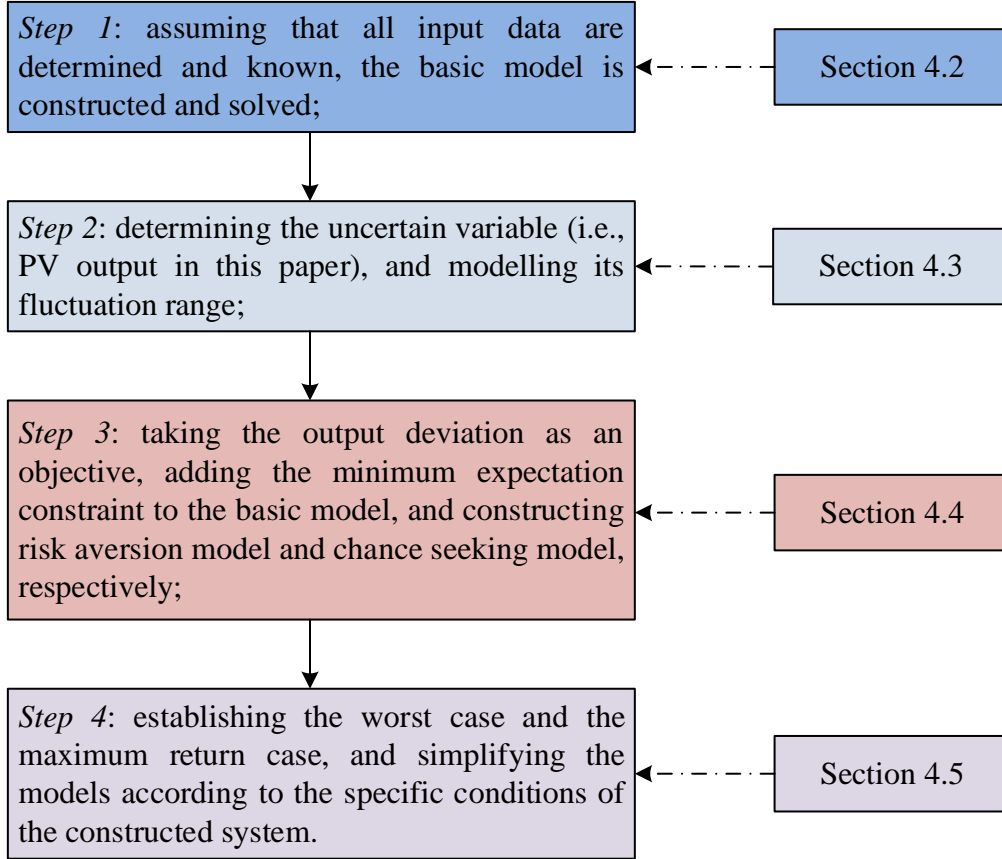 Step 1: assuming that all input data are
determined and known, the basic model is
constructed and solved;
Section 4.2
Step 2: determining the uncertain variable (i.e.,
PV output in this paper), and modelling its
fluctuation range;
Section 4.3
Step 3: taking the output deviation as an
objective, adding the minimum expectation
constraint to the basic model, and constructing
risk aversion model and chance seeking model,
respectively;
Section 4.4
Step 4: establishing the worst case and the
maximum return case, and simplifying the
models according to the specific conditions of
the constructed system.
Section 4.5